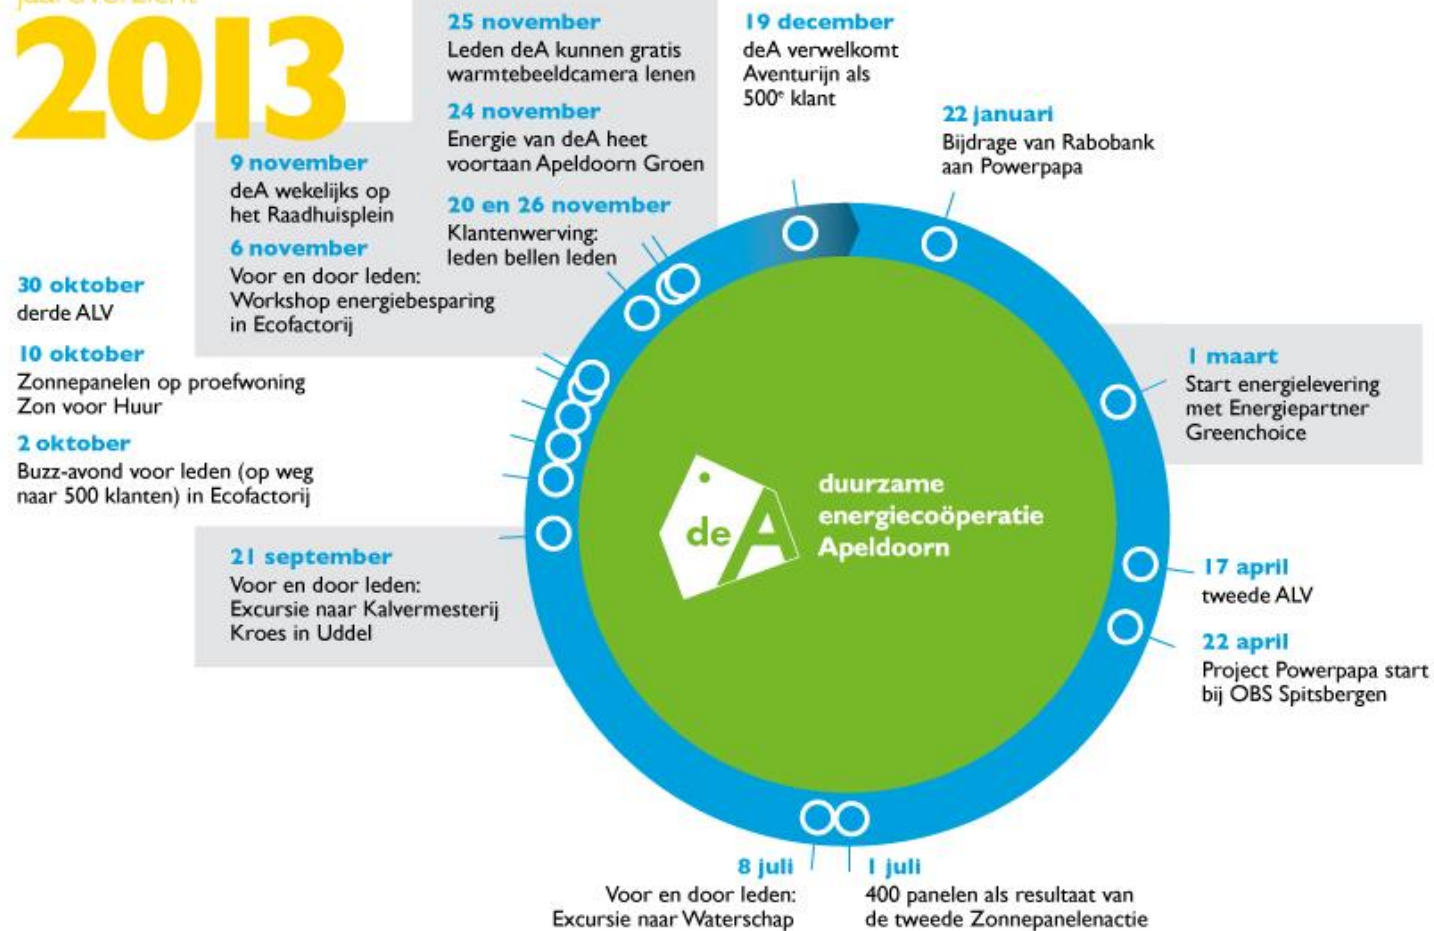 jaaroverzicht
2013
25 november
Leden deA kunnen gratis
warmtebeeldcamera lenen
24 november
Energie van deA heet
voortaan Apeldoorn Groen
20 en 26 november
Klantenwerving:
leden bellen leden
19 december
deA verwelkomt
Aventurijn als
500e klant
22 januari
Bijdrage van Rabobank
aan Powerpapa
9 november
deA wekelijks op
het Raadhuisplein
6 november
Voor en door leden:
Workshop energiebesparing
in Ecofactorij
30 oktober
derde ALV
10 oktober
Zonnepanelen op proefwoning
Zon voor Huur
2 oktober
Buzz-avond voor leden (op weg
naar 500 klanten) in Ecofactorij
21 september
Voor en door leden:
Excursie naar Kalvermesterij
Kroes in Uddel
1 maart
Start energielevering
met Energiepartner
Greenchoice
deA
duurzame
energiecoöperatie
Apeldoorn
17 april
tweede ALV
22 april
Project Powerpapa start
bij OBS Spitsbergen
8 juli
Voor en door leden:
Excursie naar Waterschap
1 juli
400 panelen als resultaat van
de tweede Zonnepanelenactie